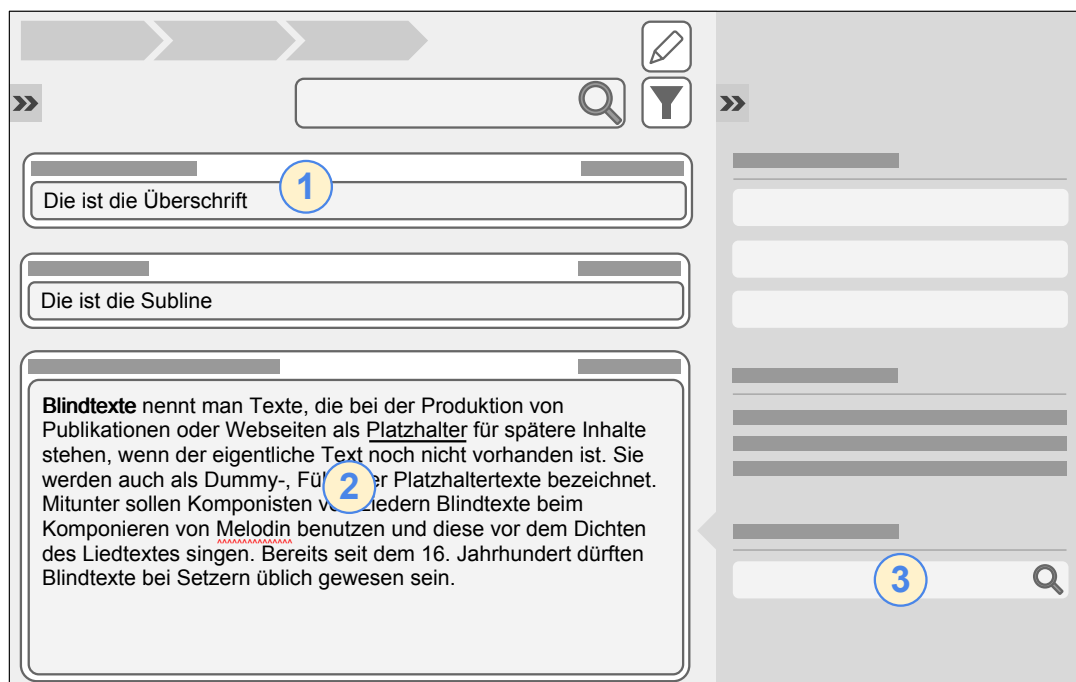 1
Die ist die Überschrift
Die ist die Subline
Blindtexte nennt man Texte, die bei der Produktion von
Publikationen oder Webseiten als Platzhalter für spätere Inhalte
stehen, wenn der eigentliche Text noch nicht vorhanden ist. Sie
werden auch als Dummy-, Platzhaltertexte bezeichnet.
2
Mitunter sollen Komponisten Liedern Blindtexte beim
Komponieren von Melodin benutzen und diese vor dem Dichten
des Liedtextes singen. Bereits seit dem 16. Jahrhundert dürften
Blindtexte bei Setzern üblich gewesen sein.
3